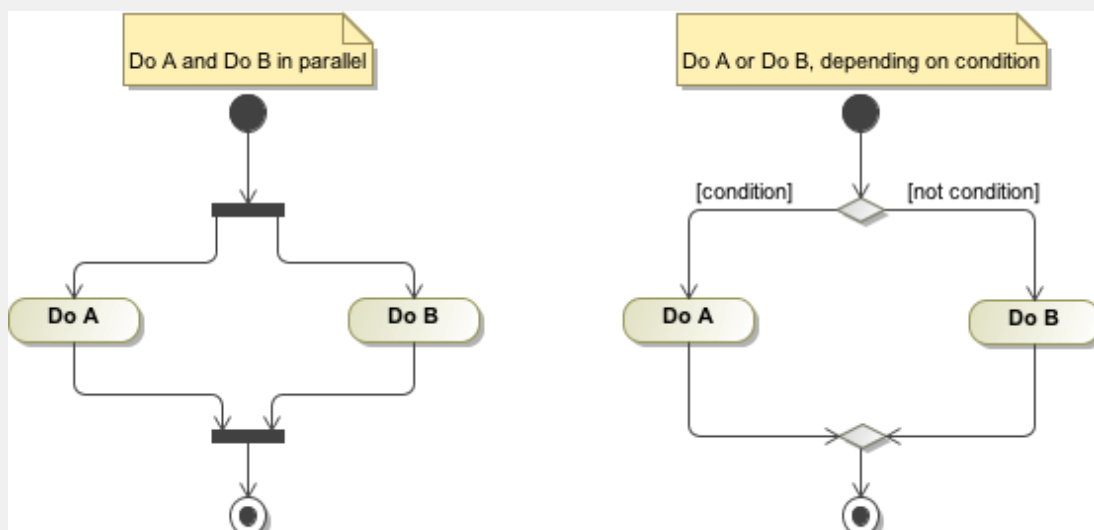 Do A and Do B in parallel
Do A or Do B, depending on condition
[condition]
[not condition]
Do A
Do B
Do A
Do B